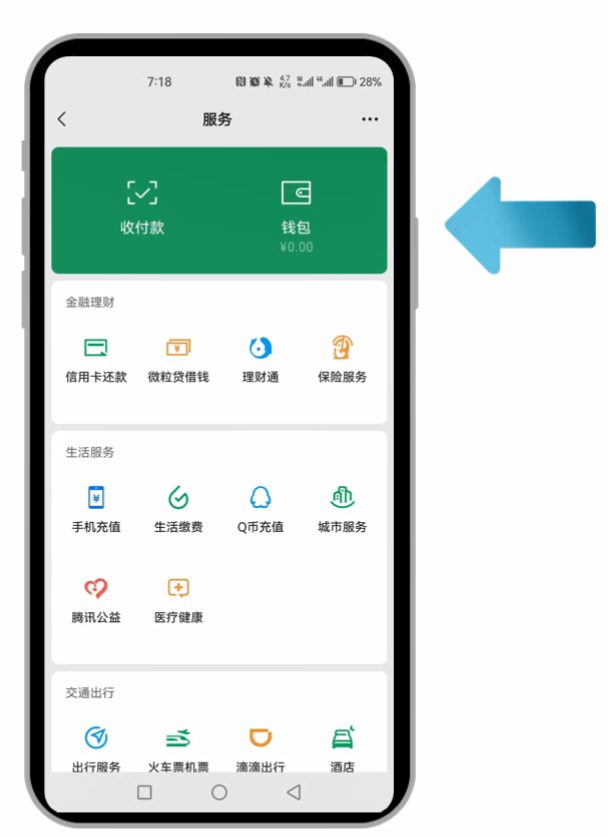 7:18
4.7
K/s
28%
服务
收付款
钱包
¥0.00
金融理财
信用卡还款 微粒贷借钱 理财通 保险服务
生活服务
手机充值 生活缴费 Q币充值 城市服务
腾讯公益 医疗健康
交通出行
出行服务 火车票机票 滴滴出行 酒店